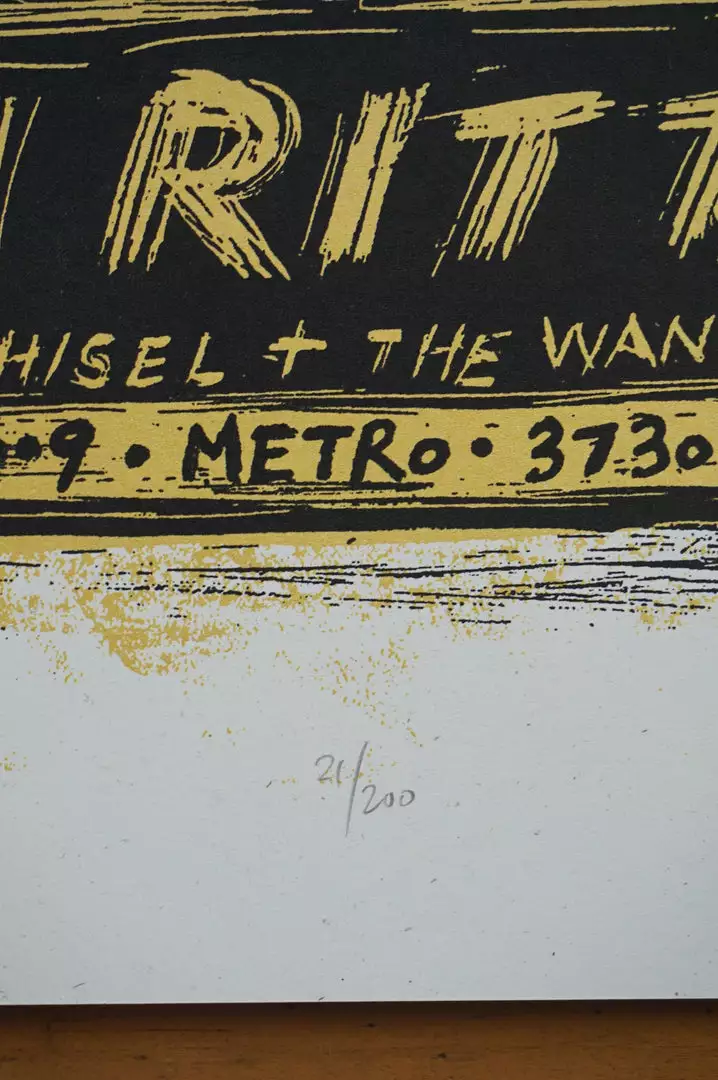 RITT
HISEL + THE WAN
9 • METRO • 3730
21/200